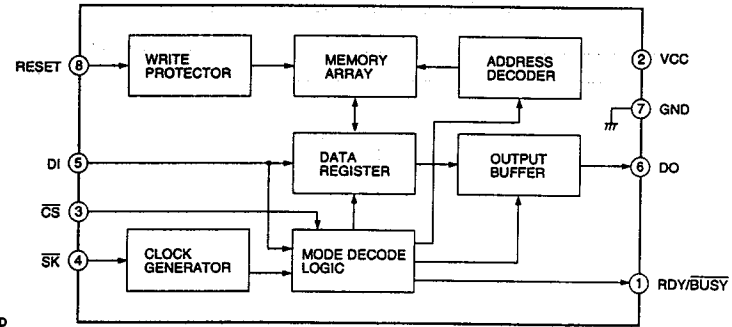 RESET
8
WRITE
PROTECTOR
MEMORY
ARRAY
ADDRESS
DECODER
2
VCC
7
GND
DI
5
DATA
REGISTER
OUTPUT
BUFFER
6
DO
CS
3
SK
4
CLOCK
GENERATOR
MODE DECODE
LOGIC
1
RDY/BUSY
D